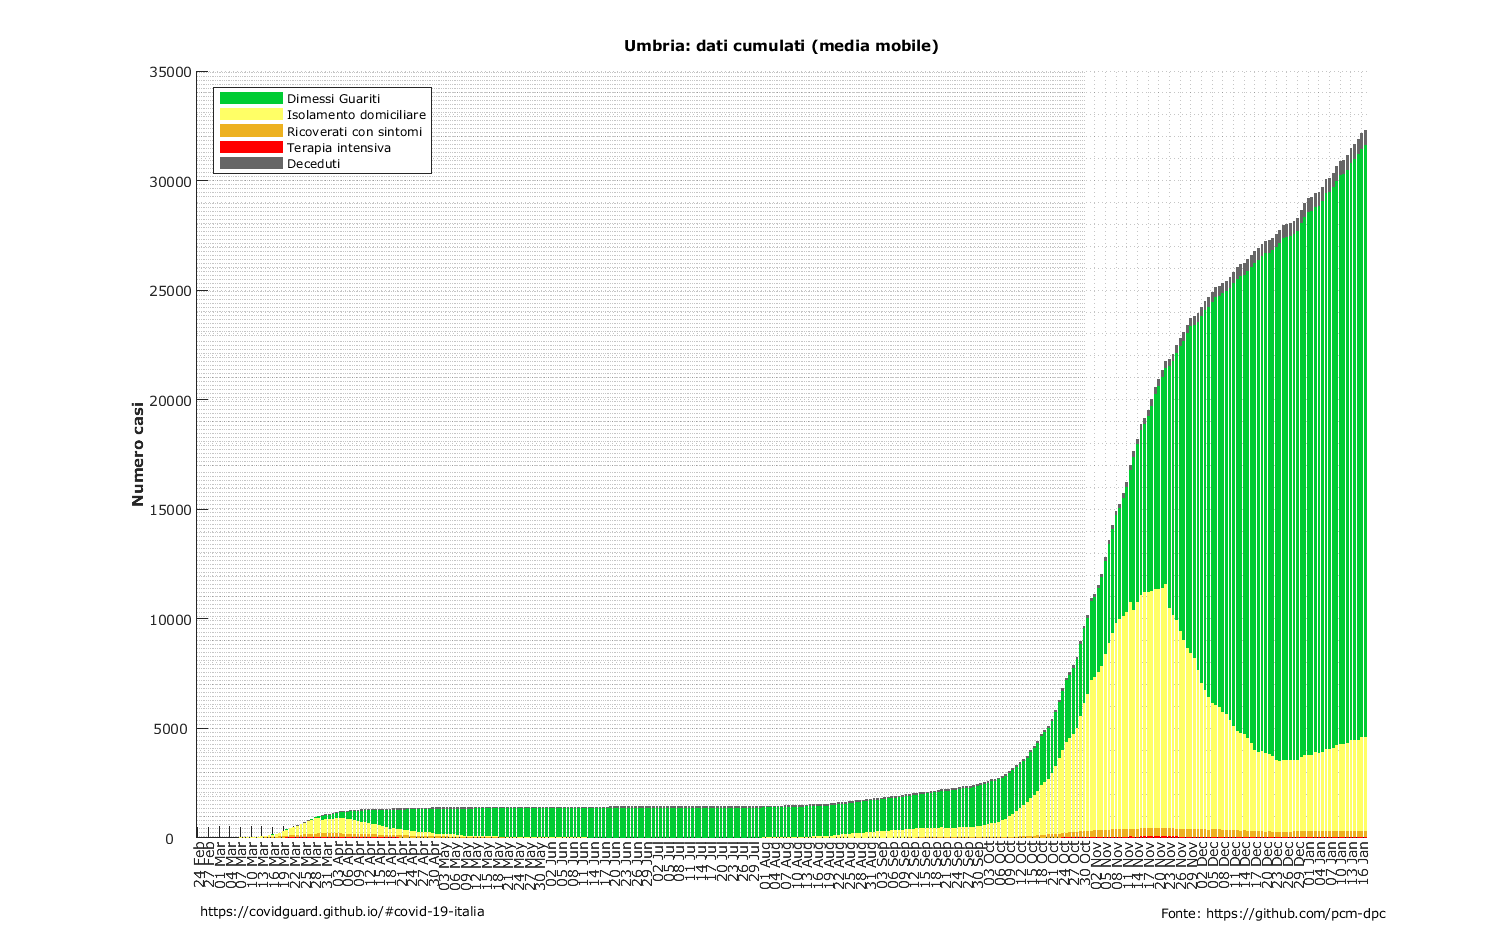 Umbria: dati cumulati (media mobile)
35000
30000
25000
20000
15000
10000
5000
0
Numero casi
Dimessi Guariti
Isolamento domiciliare
Ricoverati con sintomi
Terapia intensiva
Deceduti
24 Feb
27 Feb
01 Mar
04 Mar
07 Mar
10 Mar
13 Mar
16 Mar
19 Mar
22 Mar
25 Mar
28 Mar
31 Mar
03 Apr
06 Apr
09 Apr
12 Apr
15 Apr
18 Apr
21 Apr
24 Apr
27 Apr
30 Apr
03 May
06 May
09 May
12 May
15 May
18 May
21 May
24 May
27 May
30 May
02 Jun
05 Jun
08 Jun
11 Jun
14 Jun
17 Jun
20 Jun
23 Jun
26 Jun
29 Jun
02 Jul
05 Jul
08 Jul
11 Jul
14 Jul
17 Jul
20 Jul
23 Jul
26 Jul
29 Jul
01 Aug
04 Aug
07 Aug
10 Aug
13 Aug
16 Aug
19 Aug
22 Aug
25 Aug
28 Aug
31 Aug
03 Sep
06 Sep
09 Sep
12 Sep
15 Sep
18 Sep
21 Sep
24 Sep
27 Sep
30 Sep
03 Oct
06 Oct
09 Oct
12 Oct
15 Oct
18 Oct
21 Oct
24 Oct
27 Oct
30 Oct
02 Nov
05 Nov
08 Nov
11 Nov
14 Nov
17 Nov
20 Nov
23 Nov
26 Nov
29 Nov
02 Dec
05 Dec
08 Dec
11 Dec
14 Dec
17 Dec
20 Dec
23 Dec
26 Dec
29 Dec
01 Jan
04 Jan
07 Jan
10 Jan
13 Jan
16 Jan
https://covidguard.github.io/#covid-19-italia
Fonte: https://github.com/pcm-dpc